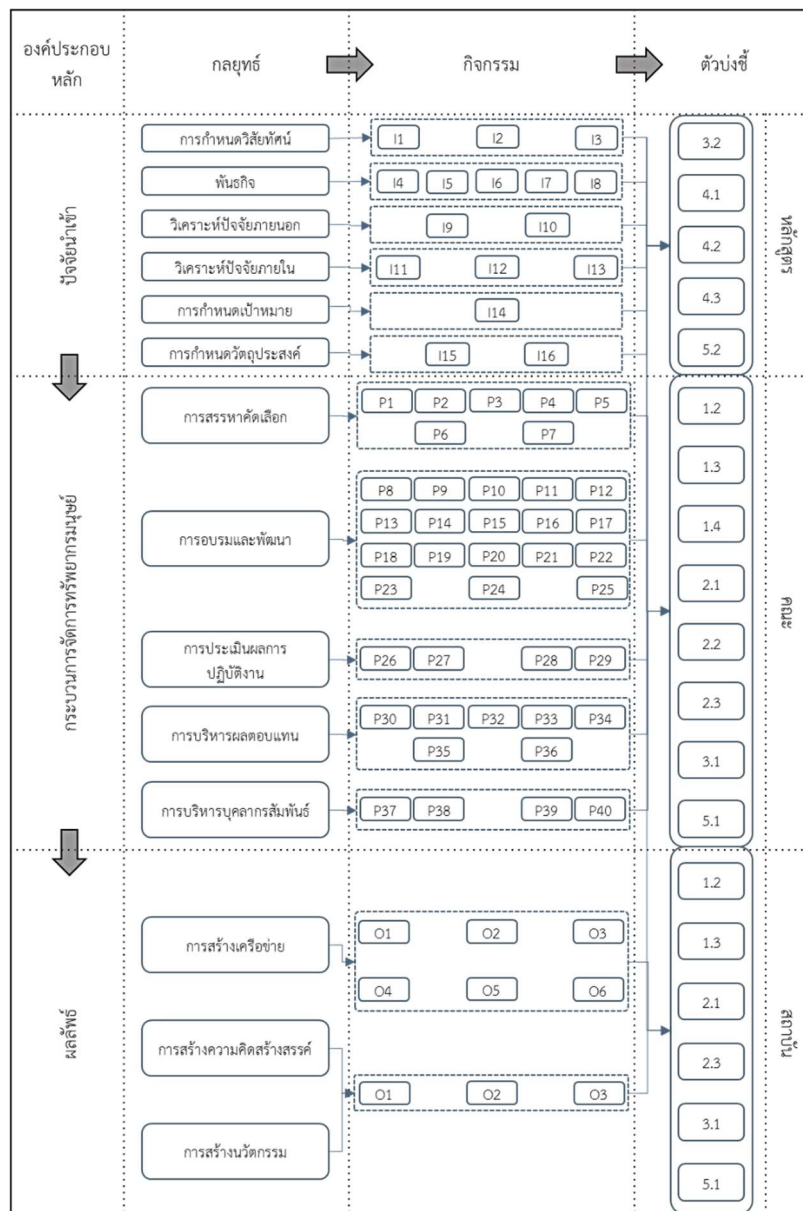 องค์ประกอบ
หลัก
กลยุทธ์
กิจกรรม
ตัวบ่งชี้
ปัจจัยนำเข้า
การกำหนดวิสัยทัศน์
I1 I2 I3
พันธกิจ
I4 I5 I6 I7 I8
วิเคราะห์ปัจจัยภายนอก
I9 I10
วิเคราะห์ปัจจัยภายใน
I11 I12 I13
การกำหนดเป้าหมาย
I14
การกำหนดวัตถุประสงค์
I15 I16
3.2
4.1
4.2
4.3
5.2
หลักสูตร
กระบวนการจัดการทรัพยากรมนุษย์
การสรรหาคัดเลือก
P1 P2 P3 P4 P5
P6 P7
การอบรมและพัฒนา
P8 P9 P10 P11 P12
P13 P14 P15 P16 P17
P18 P19 P20 P21 P22
P23 P24 P25
การประเมินผลการ
ปฏิบัติงาน
P26 P27 P28 P29
การบริหารผลตอบแทน
P30 P31 P32 P33 P34
P35 P36
การบริหารบุคลากรสัมพันธ์
P37 P38 P39 P40
1.2
1.3
1.4
2.1
2.2
2.3
3.1
5.1
คณะ
ผลลัพธ์
การสร้างเครือข่าย
O1 O2 O3
O4 O5 O6
การสร้างความคิดสร้างสรรค์
O1 O2 O3
การสร้างนวัตกรรม
1.2
1.3
2.1
2.3
3.1
5.1
สถาบัน